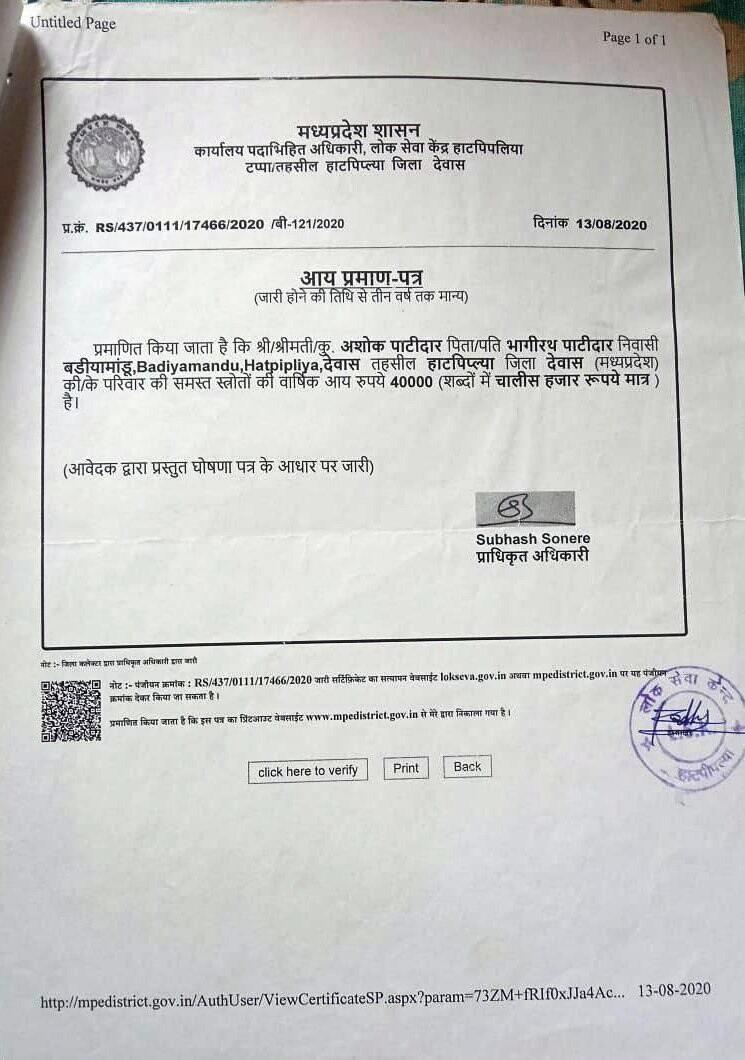 Untitled Page
Page 1 of 1
मध्यप्रदेश शासन
कार्यालय पदाभिहित अधिकारी, लोक सेवा केंद्र हाटपिपलिया
टप्पा/तहसील हाटपिप्ल्या जिला देवास
प्र.क्रं. RS/437/0111/17466/2020 /बी-121/2020
दिनांक 13/08/2020
आय प्रमाण-पत्र
(जारी होने की तिथि से तीन वर्ष तक मान्य)
प्रमाणित किया जाता है कि श्री/श्रीमती/कु. अशोक पाटीदार पिता/पति भागीरथ पाटीदार निवासी
बडीयामांडू,Badiyamandu,Hatpipliya,देवास तहसील हाटपिप्ल्या जिला देवास (मध्यप्रदेश)
की/के परिवार की समस्त स्त्रोतों की वार्षिक आय रुपये 40000 (शब्दों में चालीस हजार रूपये मात्र )
है।
(आवेदक द्वारा प्रस्तुत घोषणा पत्र के आधार पर जारी)
Subhash Sonere
प्राधिकृत अधिकारी
नोट :- जिला कलेक्टर द्वारा प्राधिकृत अधिकारी द्वारा जारी
नोट :- पंजीयन क्रमांक : RS/437/0111/17466/2020 जारी सर्टिफ़िकेट का सत्यापन वेबसाईट lokseva.gov.in अथवा mpedistrict.gov.in पर यह पंजीयन
क्रमांक देकर किया जा सकता है।
प्रमाणित किया जाता है कि इस पत्र का प्रिंटआउट वेबसाईट www.mpedistrict.gov.in से मेरे द्वारा निकाला गया है।
लोक सेवा केन्द्र
हाटपीपल्या
click here to verify
Print
Back
http://mpedistrict.gov.in/AuthUser/ViewCertificateSP.aspx?param=73ZM+fRIf0xJJa4Ac...
13-08-2020